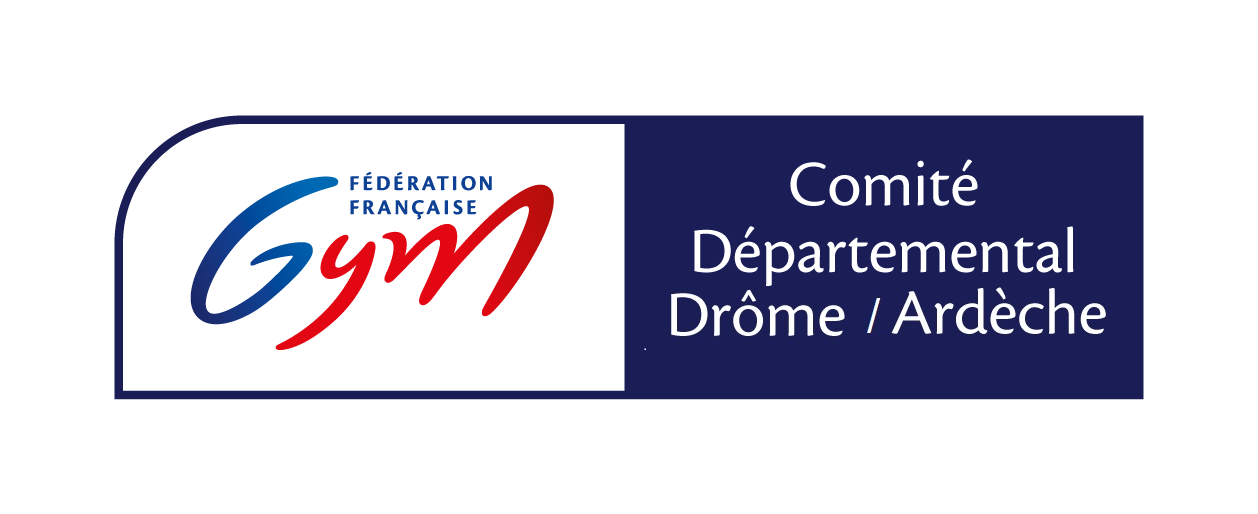 FÉDÉRATION
FRANÇAISE
Gym
Comité
Départemental
Drôme / Ardèche